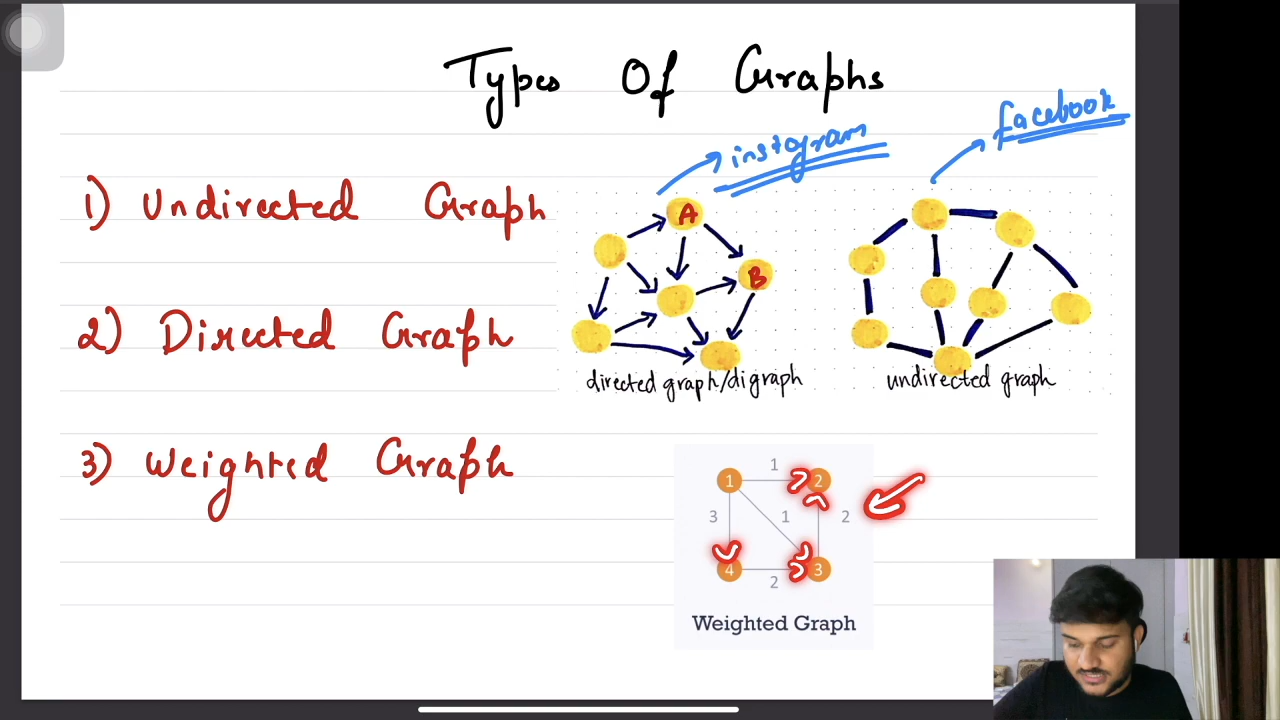 Types Of Graphs
instagram
facebook
1) Undirected Graph
A
B
2) Directed Graph
directed graph/digraph
undirected graph
3) Weighted Graph
1 1 2
3 1 2
4 2 3
Weighted Graph